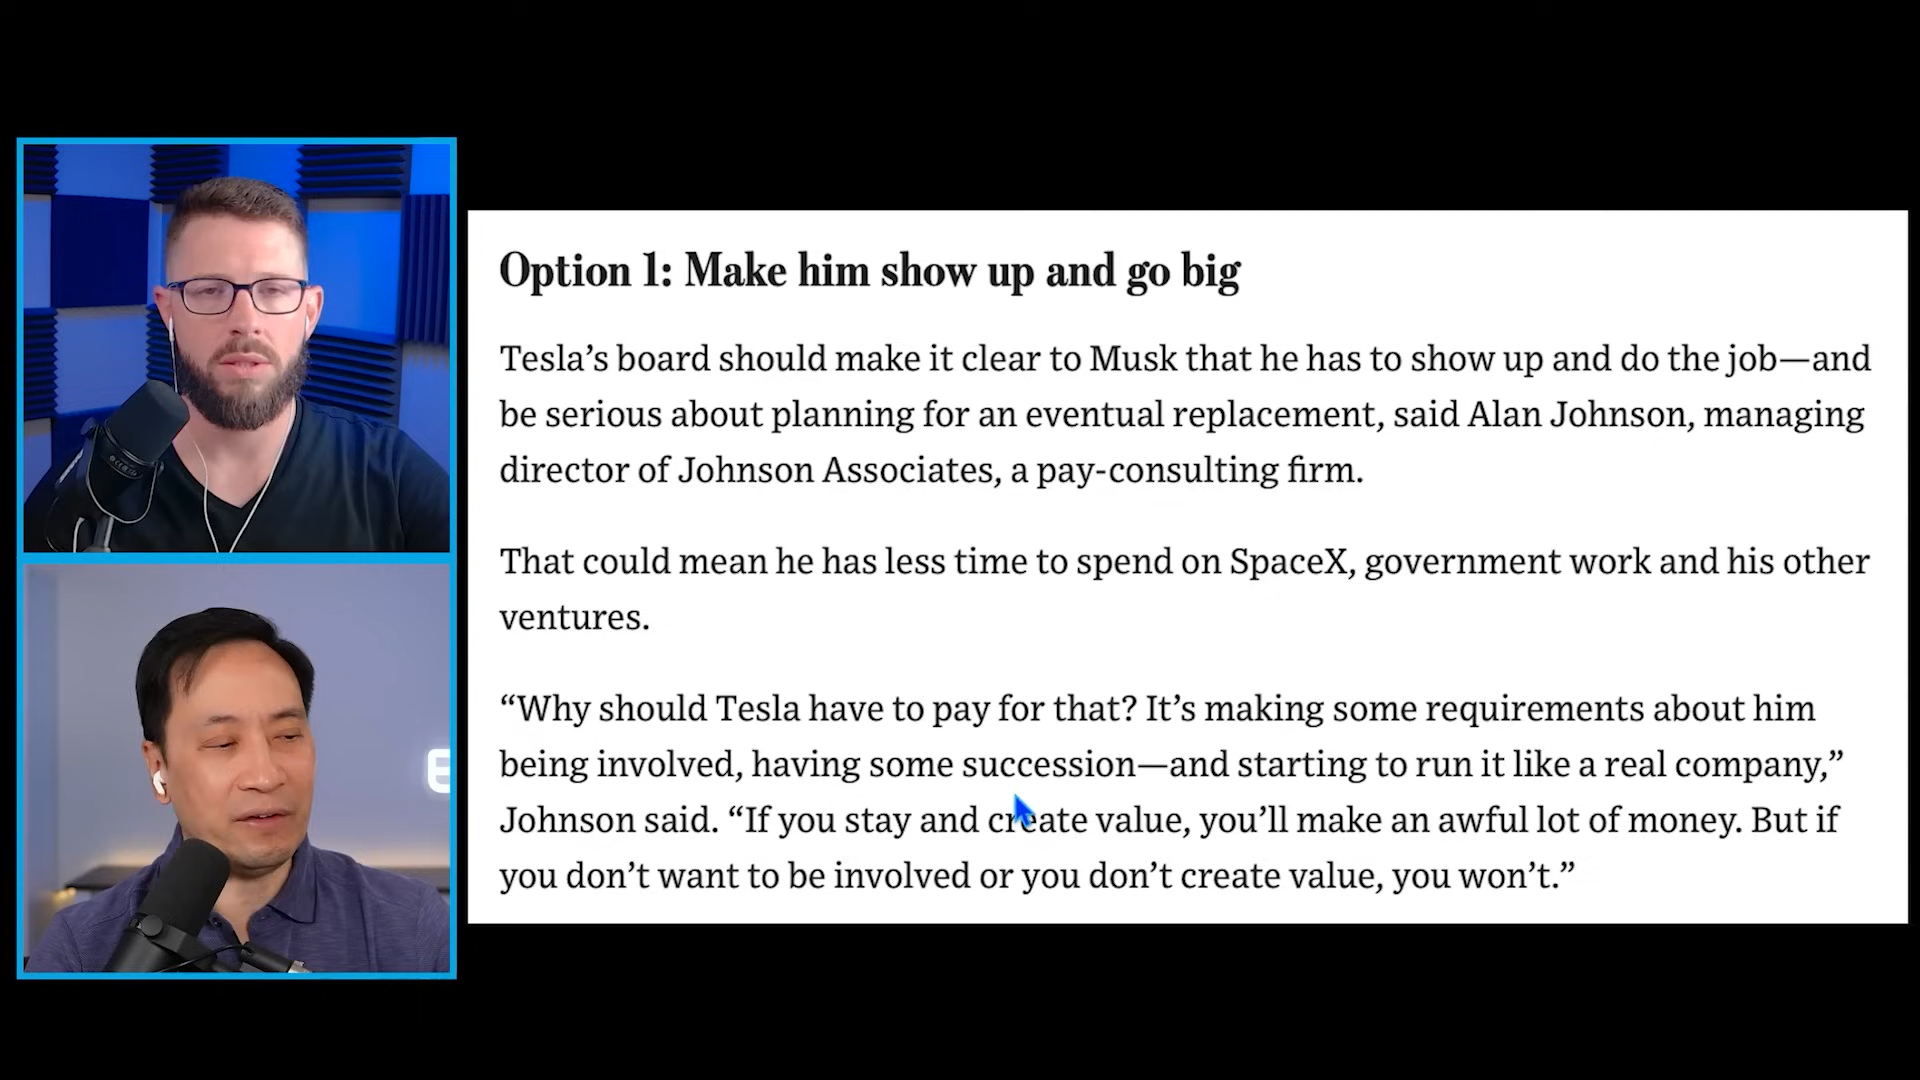 Option 1: Make him show up and go big
Tesla’s board should make it clear to Musk that he has to show up and do the job—and
be serious about planning for an eventual replacement, said Alan Johnson, managing
director of Johnson Associates, a pay-consulting firm.
That could mean he has less time to spend on SpaceX, government work and his other
ventures.
“Why should Tesla have to pay for that? It’s making some requirements about him
being involved, having some succession—and starting to run it like a real company,”
Johnson said. “If you stay and create value, you’ll make an awful lot of money. But if
you don’t want to be involved or you don’t create value, you won’t.”